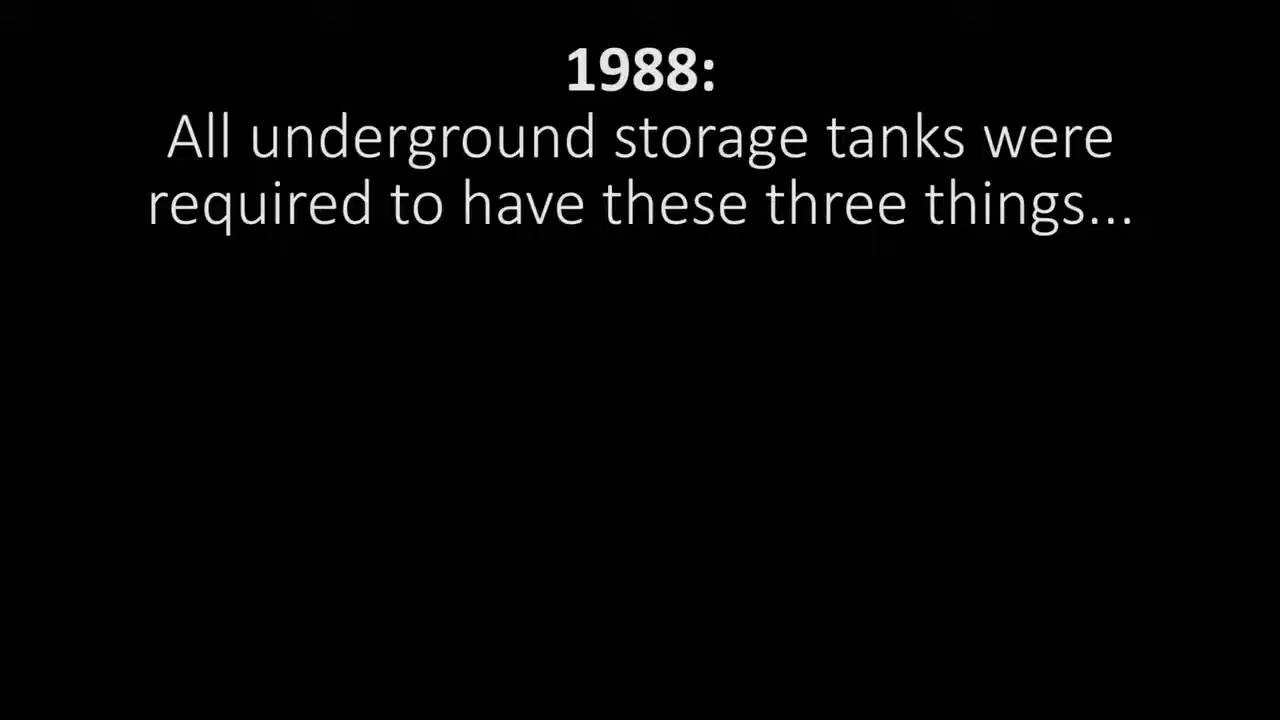 1988:
All underground storage tanks were
required to have these three things...